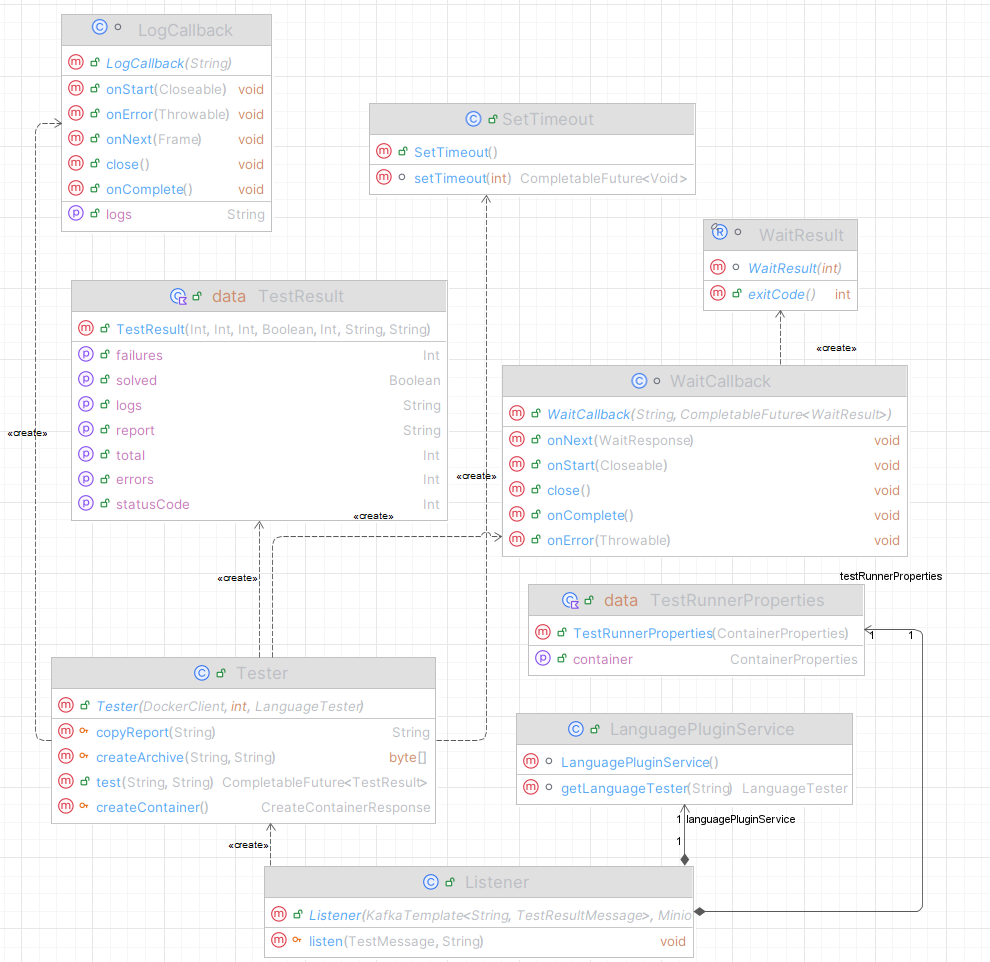 LogCallback
LogCallback(String)
onStart(Closeable) void
onError(Throwable) void
onNext(Frame) void
close() void
onComplete() void
logs String
SetTimeout
SetTimeout()
setTimeout(int) CompletableFuture<Void>
WaitResult
WaitResult(int)
exitCode() int
«create»
data TestResult
TestResult(Int, Int, Int, Boolean, Int, String, String)
failures Int
solved Boolean
logs String
report String
total Int
errors Int
statusCode Int
WaitCallback
WaitCallback(String, CompletableFuture<WaitResult>)
onNext(WaitResponse) void
onStart(Closeable) void
close() void
onComplete() void
onError(Throwable) void
«create»
«create»
«create»
«create»
testRunnerProperties
data TestRunnerProperties
TestRunnerProperties(ContainerProperties)
container ContainerProperties
1 1
Tester
Tester(DockerClient, int, LanguageTester)
copyReport(String) String
createArchive(String, String) byte[]
test(String, String) CompletableFuture<TestResult>
createContainer() CreateContainerResponse
LanguagePluginService
LanguagePluginService()
getLanguageTester(String) LanguageTester
1 languagePluginService
1
«create»
Listener
Listener(KafkaTemplate<String, TestResultMessage>, Minio
listen(TestMessage, String) void